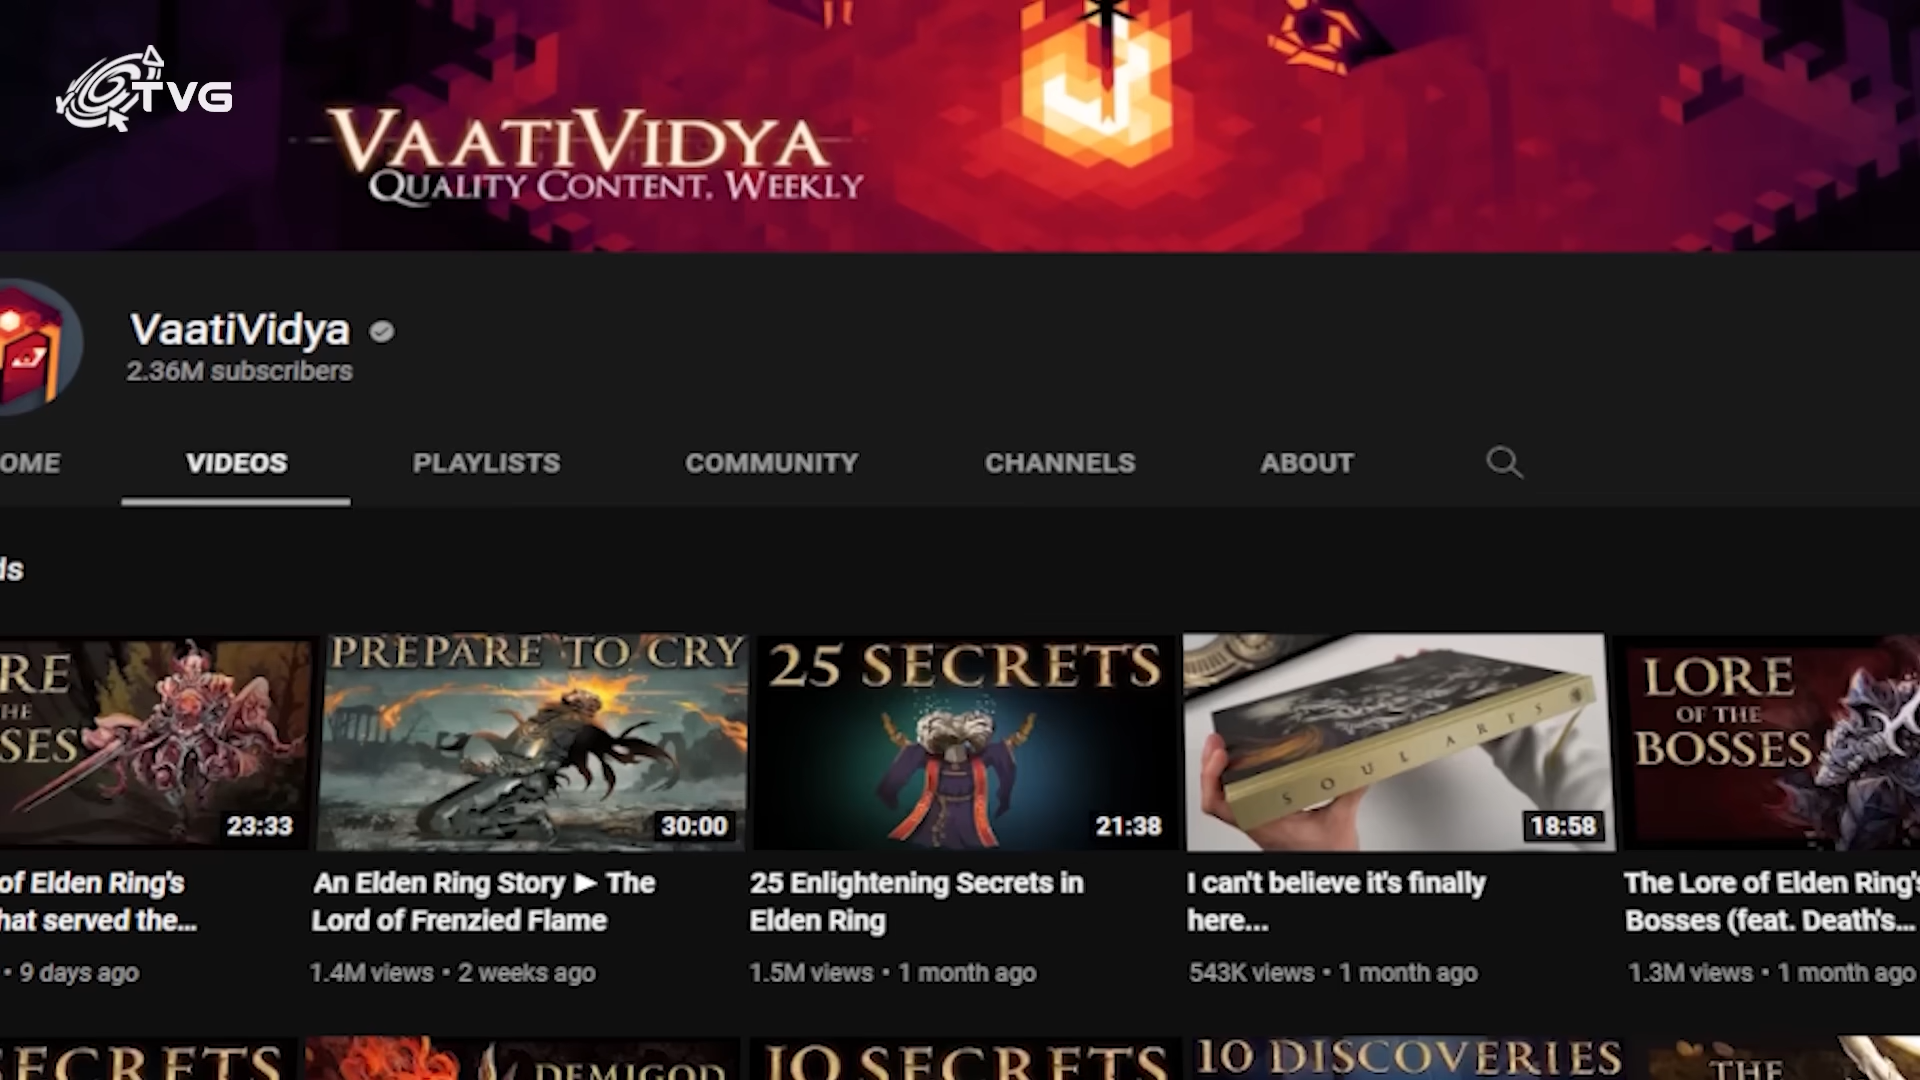 TVG
VAATIVIDYA
QUALITY CONTENT, WEEKLY
VaatiVidya
2.36M subscribers
OME
VIDEOS
PLAYLISTS
COMMUNITY
CHANNELS
ABOUT
ds
RE
HE
SES
23:33
PREPARE TO CRY
30:00
25 SECRETS
21:38
SOUL ARTS
18:58
LORE
OF THE
BOSSES
of Elden Ring's
hat served the...
• 9 days ago
An Elden Ring Story ► The
Lord of Frenzied Flame
1.4M views • 2 weeks ago
25 Enlightening Secrets in
Elden Ring
1.5M views • 1 month ago
I can't believe it's finally
here...
543K views • 1 month ago
The Lore of Elden Ring's
Bosses (feat. Death's...
1.3M views • 1 month ago
SECRETS
DEMIGOD
10 SECRETS
10 DISCOVERIES
THE